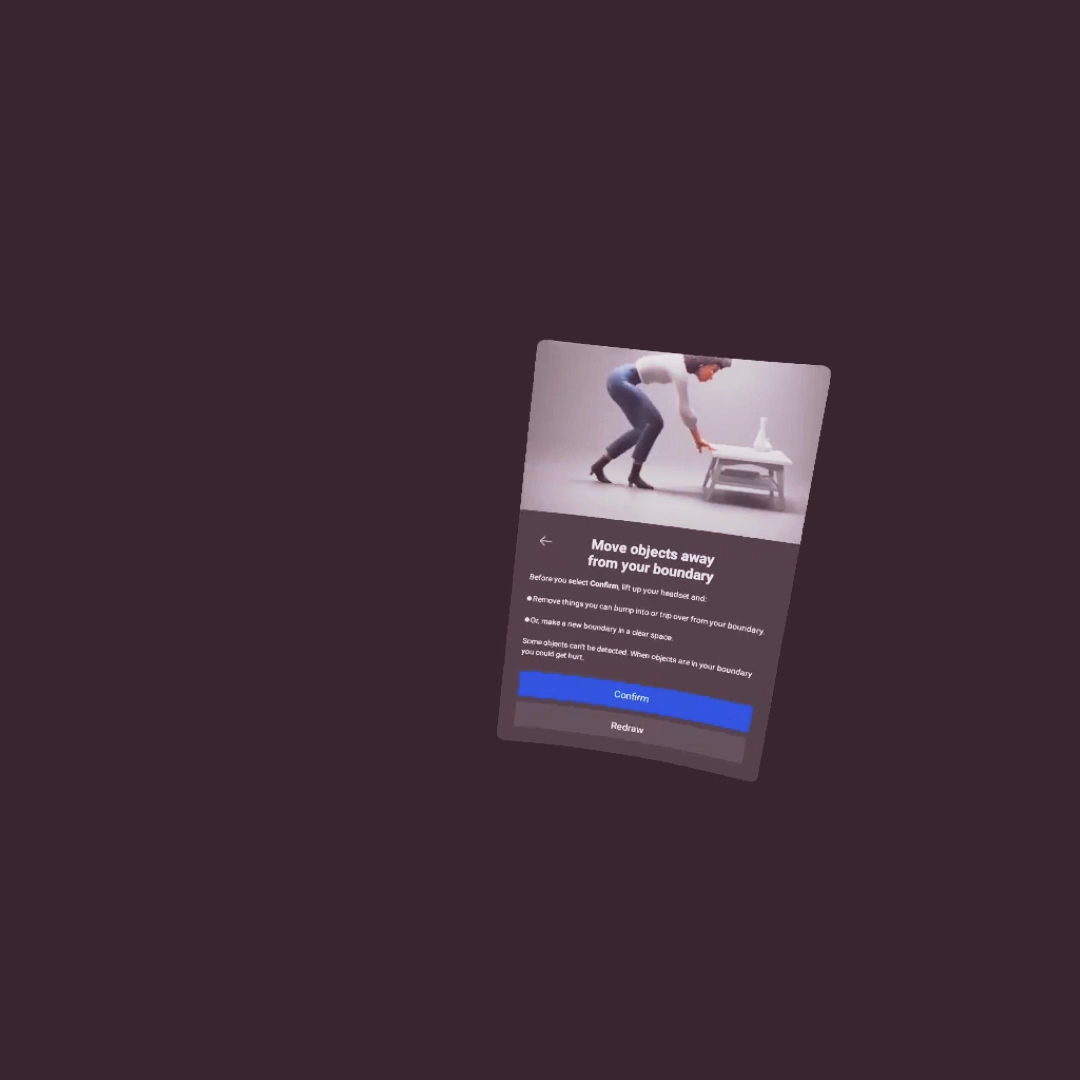 Move objects away
from your boundary
Before you select Confirm, lift up your headset and:
●Remove things you can bump into or trip over from your boundary.
●Or, make a new boundary in a clear space.
Some objects can't be detected. When objects are in your boundary
you could get hurt.
Confirm
Redraw